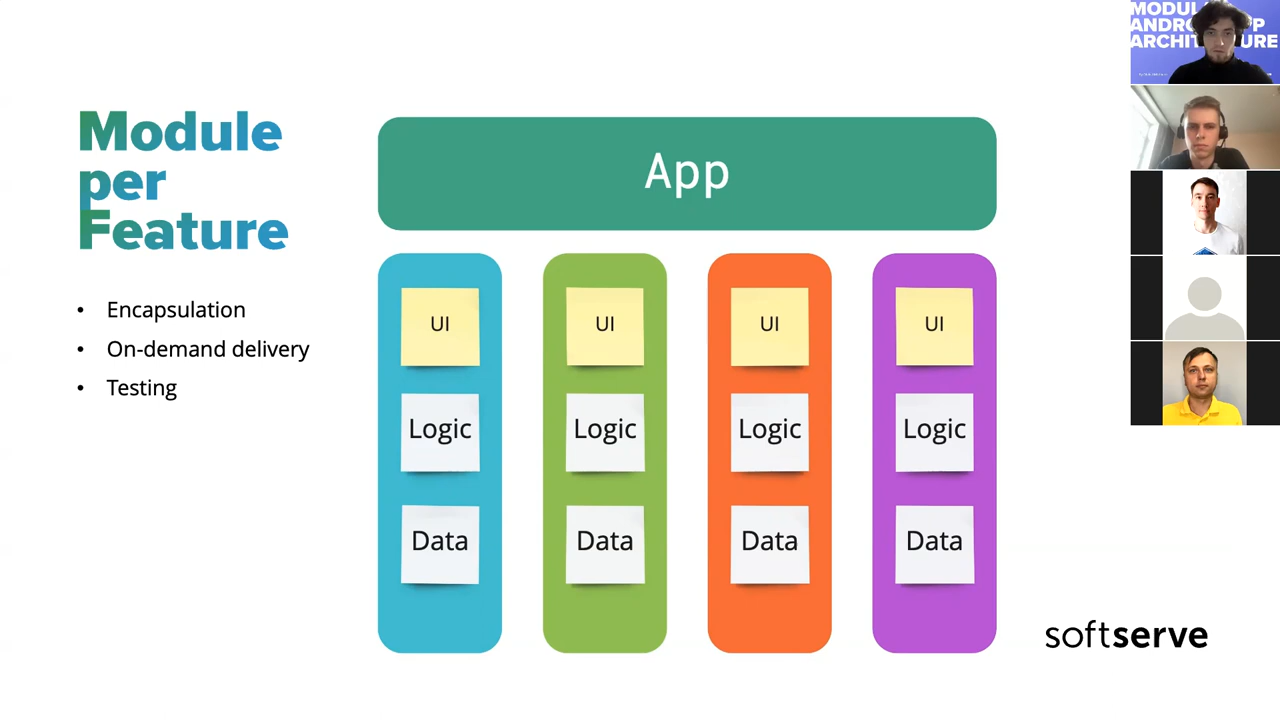 Module
per
Feature
• Encapsulation
• On-demand delivery
• Testing
App
UI
UI
UI
UI
Logic
Logic
Logic
Logic
Data
Data
Data
Data
softserve